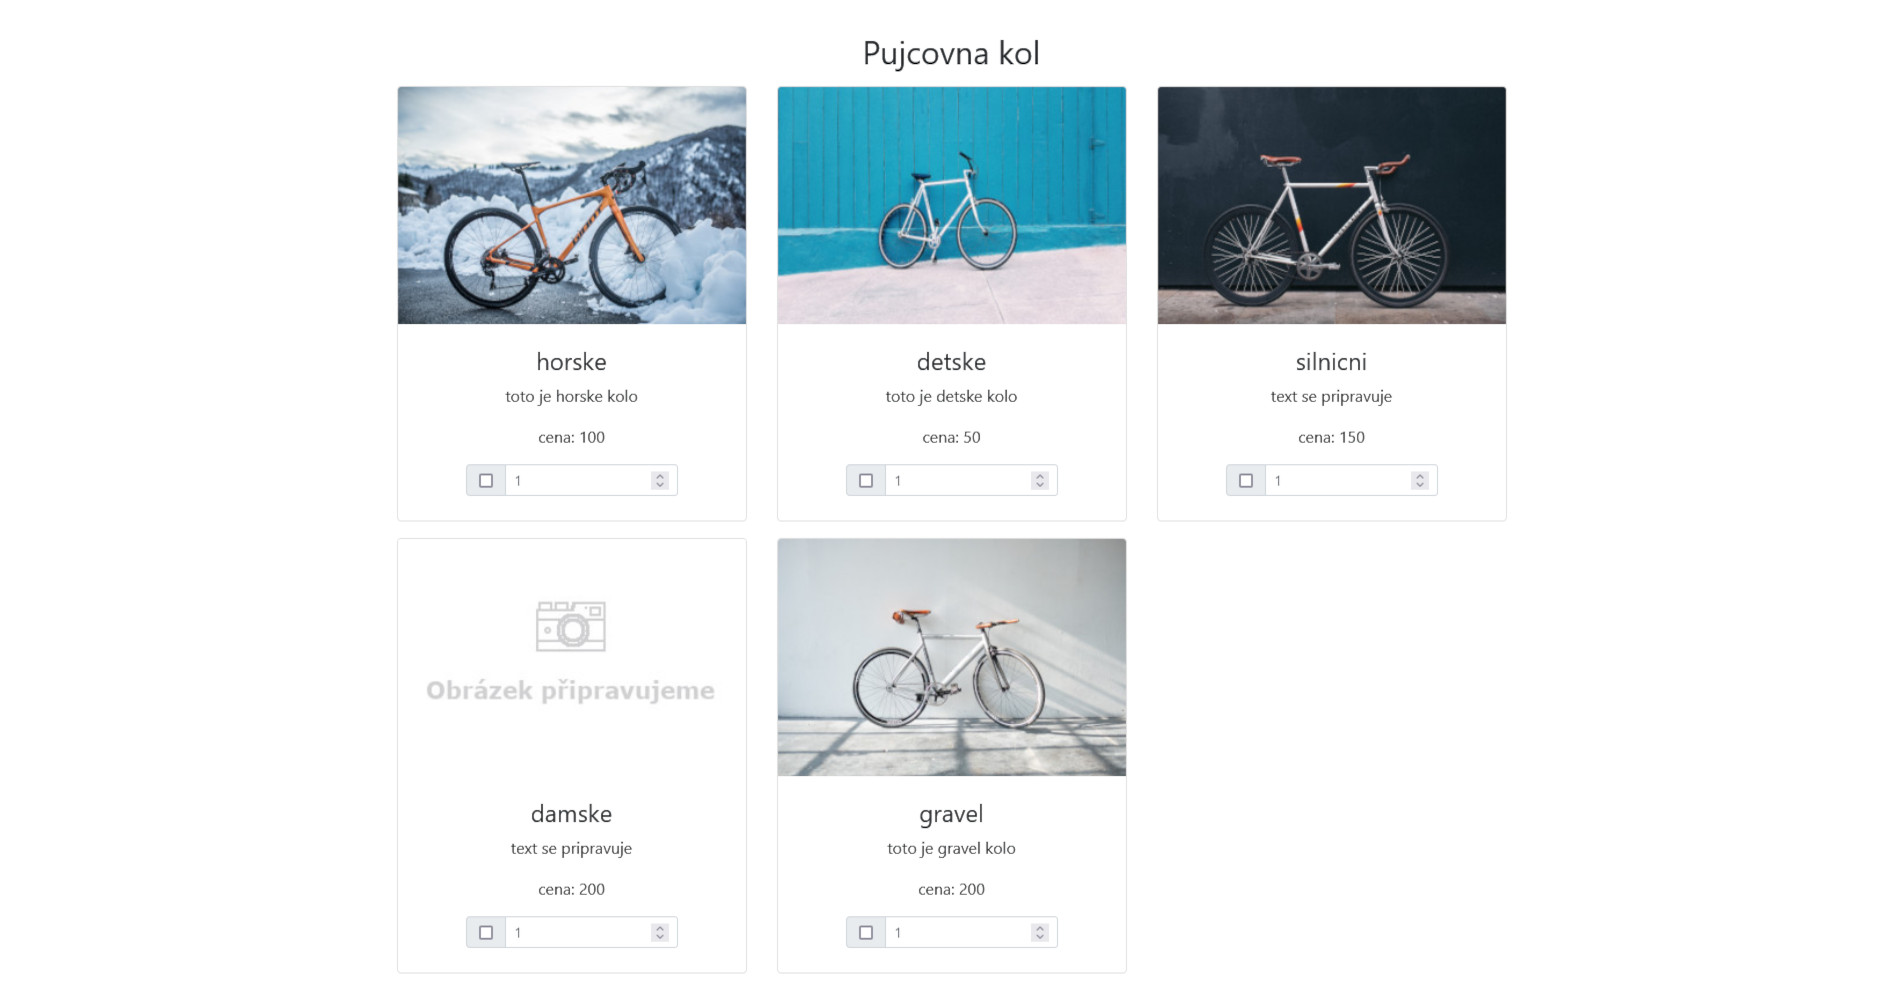 Pujcovna kol
horske
toto je horske kolo
cena: 100
1
detske
toto je detske kolo
cena: 50
1
silnicni
text se pripravuje
cena: 150
1
Obrázek připravujeme
damske
text se pripravuje
cena: 200
1
gravel
toto je gravel kolo
cena: 200
1